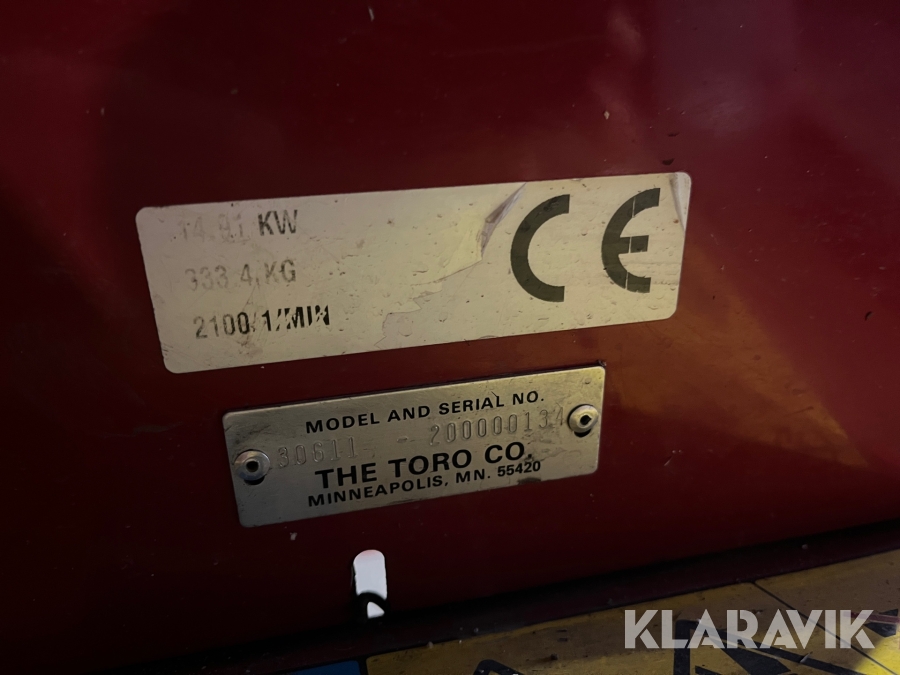 14.91 KW
333.4 KG
2100/1/MIN
CE
MODEL AND SERIAL NO.
30611 - 200000134
THE TORO CO.
MINNEAPOLIS, MN. 55420
KLARAVIK